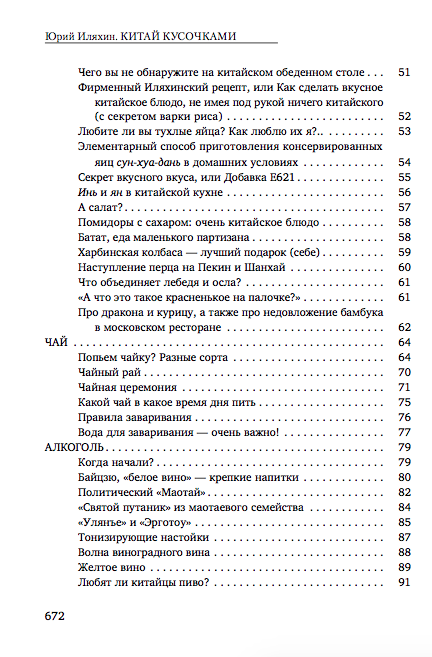 Юрий Иляхин. КИТАЙ КУСОЧКАМИ
Чего вы не обнаружите на китайском обеденном столе . . . 51
Фирменный Иляхинский рецепт, или Как сделать вкусное
китайское блюдо, не имея под рукой ничего китайского
(с секретом варки риса) . . . 52
Любите ли вы тухлые яйца? Как люблю их я?.. . . . 53
Элементарный способ приготовления консервированных
яиц сун-хуа-дань в домашних условиях . . . 54
Секрет вкусного вкуса, или Добавка Е621 . . . 55
Инь и ян в китайской кухне . . . 56
А салат? . . . 57
Помидоры с сахаром: очень китайское блюдо . . . 58
Батат, еда маленького партизана . . . 58
Харбинская колбаса — лучший подарок (себе) . . . 59
Наступление перца на Пекин и Шанхай . . . 60
Что объединяет лебедя и осла? . . . 61
«А что это такое красненькое на палочке?» . . . 61
Про дракона и курицу, а также про недовложение бамбука
в московском ресторане . . . 62
ЧАЙ . . . 64
Попьем чайку? Разные сорта . . . 64
Чайный рай . . . 70
Чайная церемония . . . 71
Какой чай в какое время дня пить . . . 75
Правила заваривания . . . 76
Вода для заваривания — очень важно! . . . 77
АЛКОГОЛЬ . . . 79
Когда начали? . . . 79
Байцзю, «белое вино» — крепкие напитки . . . 80
Политический «Маотай» . . . 82
«Святой путаник» из маотаевого семейства . . . 84
«Улянъе» и «Эрготоу» . . . 85
Тонизирующие настойки . . . 87
Волна виноградного вина . . . 88
Желтое вино . . . 89
Любят ли китайцы пиво? . . . 91
672